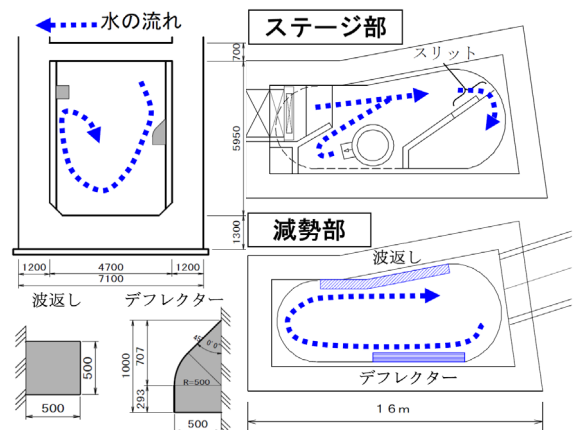 水の流れ
ステージ部
スリット
700
5950
1300
減勢部
波返し
デフレクター
1200
4700
1200
7100
波返し
デフレクター
500
500
1000
707
293
R=500
500
16m